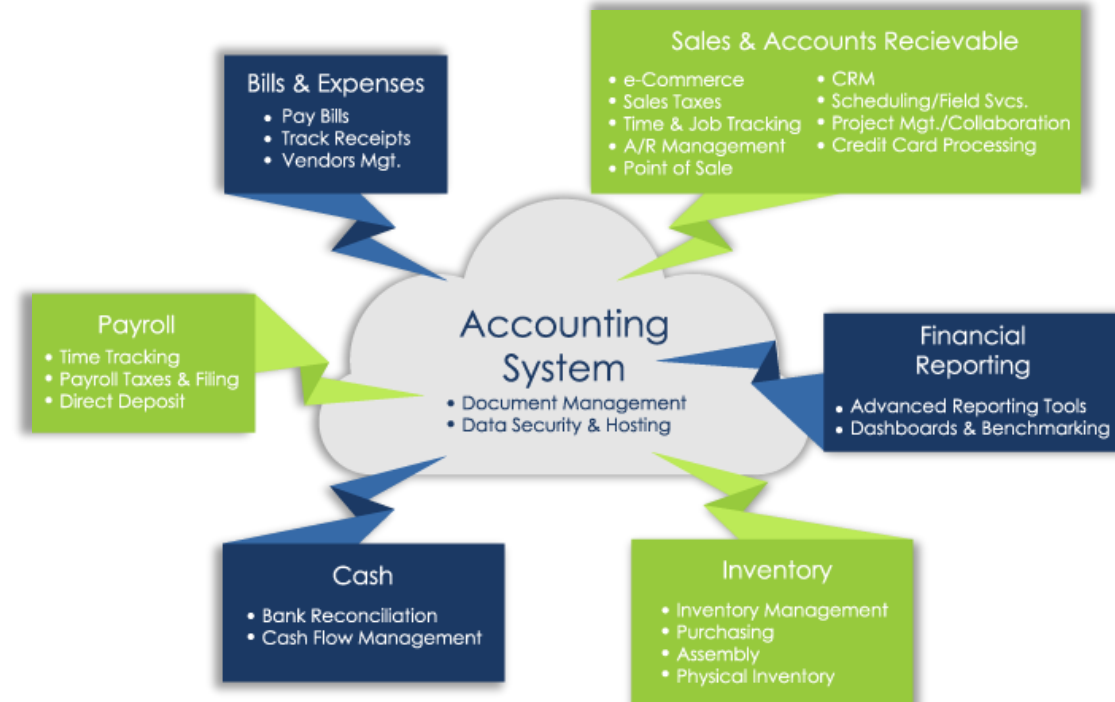 Bills & Expenses
• Pay Bills
• Track Receipts
• Vendors Mgt.
Sales & Accounts Recievable
• e-Commerce
• Sales Taxes
• Time & Job Tracking
• A/R Management
• Point of Sale
• CRM
• Scheduling/Field Svcs.
• Project Mgt./Collaboration
• Credit Card Processing
Payroll
• Time Tracking
• Payroll Taxes & Filing
• Direct Deposit
Accounting
System
• Document Management
• Data Security & Hosting
Financial
Reporting
• Advanced Reporting Tools
• Dashboards & Benchmarking
Cash
• Bank Reconciliation
• Cash Flow Management
Inventory
• Inventory Management
• Purchasing
• Assembly
• Physical Inventory